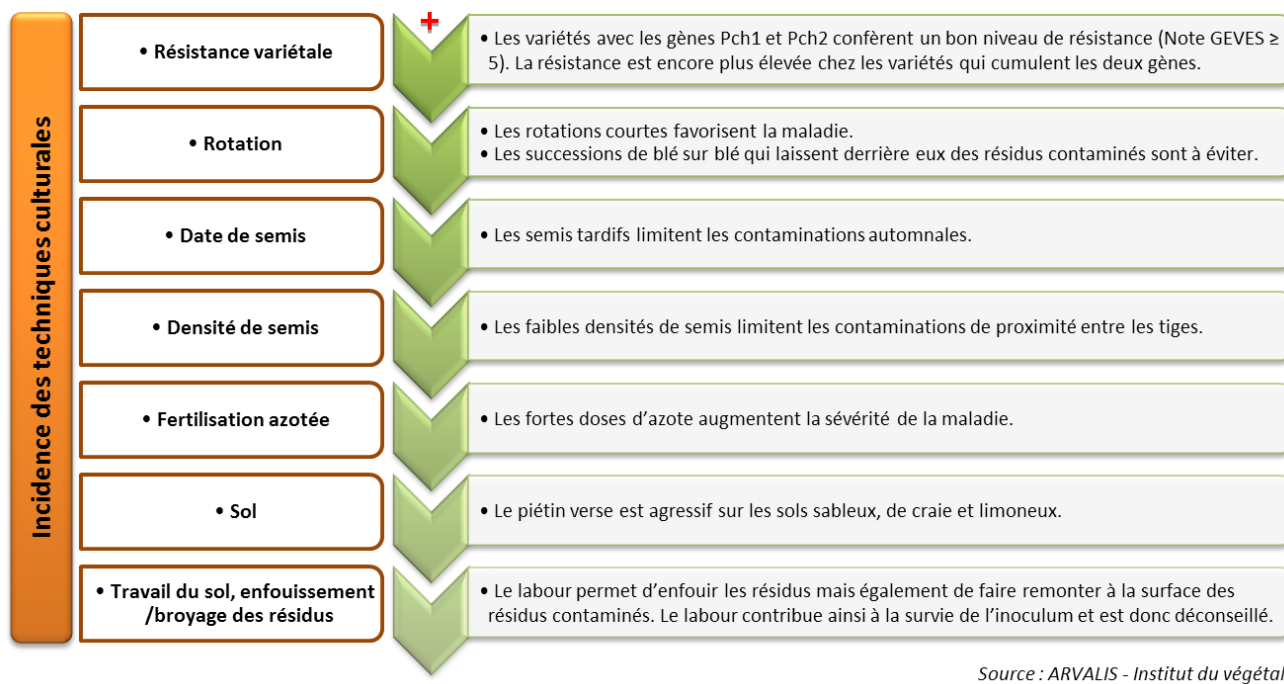 Incidence des techniques culturales
+
• Résistance variétale
• Les variétés avec les gènes Pch1 et Pch2 confèrent un bon niveau de résistance (Note GEVES ≥
5). La résistance est encore plus élevée chez les variétés qui cumulent les deux gènes.
• Rotation
• Les rotations courtes favorisent la maladie.
• Les successions de blé sur blé qui laissent derrière eux des résidus contaminés sont à éviter.
• Date de semis
• Les semis tardifs limitent les contaminations automnales.
• Densité de semis
• Les faibles densités de semis limitent les contaminations de proximité entre les tiges.
• Fertilisation azotée
• Les fortes doses d’azote augmentent la sévérité de la maladie.
• Sol
• Le piétin verse est agressif sur les sols sableux, de craie et limoneux.
• Travail du sol, enfouissement
/broyage des résidus
• Le labour permet d’enfouir les résidus mais également de faire remonter à la surface des
résidus contaminés. Le labour contribue ainsi à la survie de l’inoculum et est donc déconseillé.
Source : ARVALIS - Institut du végétal